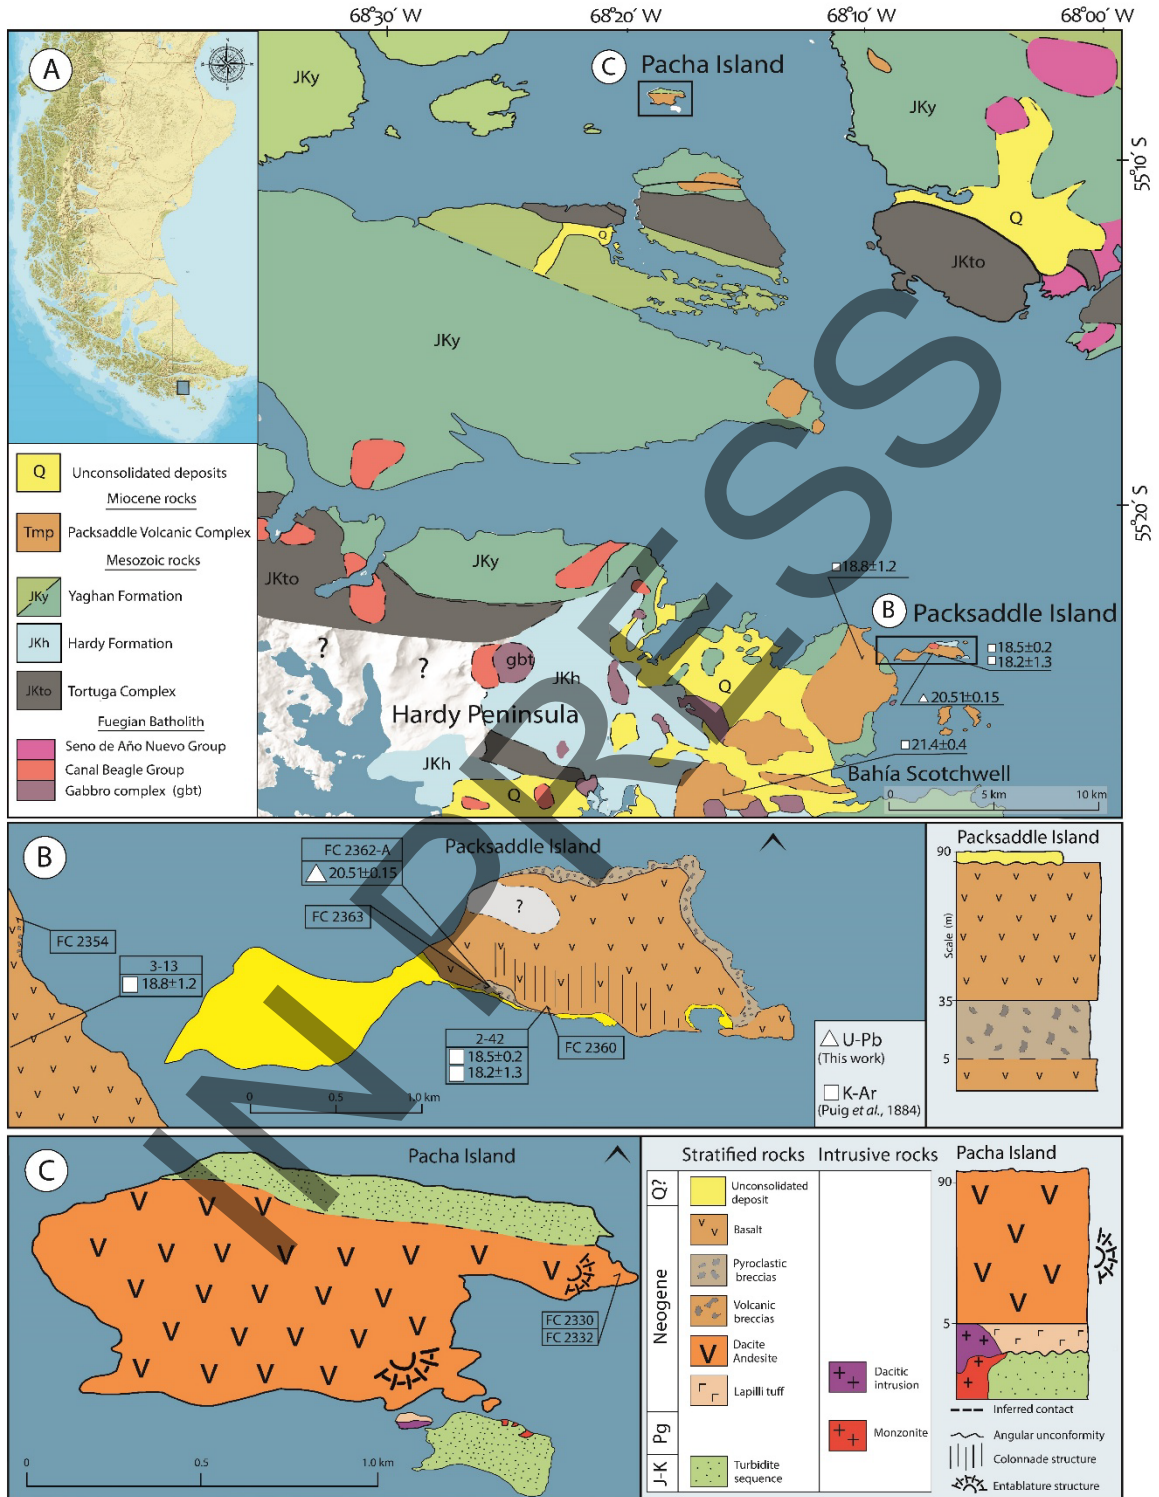 68°30´ W
68°20´ W
68°10´ W
68°00´ W
A
C Pacha Island
JKy
JKy
55°10´ S
Q
Q
JKto
JKy
Q Unconsolidated deposits
Miocene rocks
Tmp Packsaddle Volcanic Complex
Mesozoic rocks
JKy Yaghan Formation
JKh Hardy Formation
JKto Tortuga Complex
Fuegian Batholith
Seno de Año Nuevo Group
Canal Beagle Group
Gabbro complex (gbt)
55°20´ S
JKy
JKto
18.8±1.2
B Packsaddle Island
18.5±0.2
18.2±1.3
? ?
gbt
JKh
Q
20.51±0.15
Hardy Peninsula
21.4±0.4
JKh
Bahía Scotchwell
Q
0 5 km 10 km
B
Packsaddle Island
FC 2362-A
20.51±0.15
FC 2363
?
FC 2354
3-13
18.8±1.2
2-42
18.5±0.2
18.2±1.3
FC 2360
0 0.5 1.0 km
U-Pb
(This work)
K-Ar
(Puig et al., 1884)
Packsaddle Island
90
Scale (m)
35
5
C
Pacha Island
FC 2330
FC 2332
0 0.5 1.0 km
Stratified rocks
Intrusive rocks
Q?
Unconsolidated
deposit
Neogene
Basalt
Pyroclastic
breccias
Volcanic
breccias
Dacite
Andesite
Lapilli tuff
Dacitic
intrusion
Pg
Monzonite
J-K
Turbidite
sequence
Pacha Island
90
5
Inferred contact
Angular unconformity
Colonnade structure
Entablature structure
IN PRESS